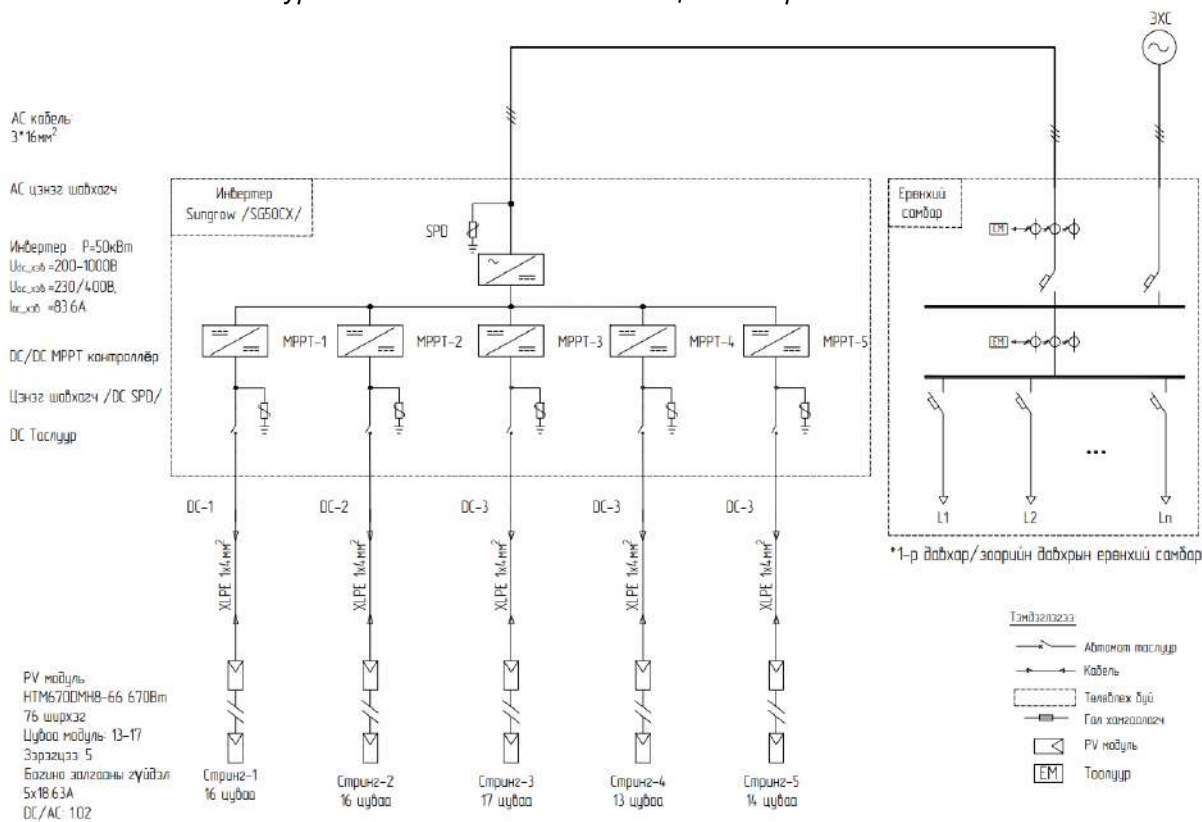 ЭХС
АС кабель:
3*16мм²
АС цэнэг шавхагч
Инвертер
Sungrow /SG50CX/
SPD
Инвертер : P=50кВт
Udc_хэв=200-1000В
Uac_хэв=230/400В,
Iac_хэв=83.6А
Ерөнхий
самбар
EM
EM
MPPT-1
MPPT-2
MPPT-3
MPPT-4
MPPT-5
DC/DC MPPT контроллёр
Цэнэг шавхагч /DC SPD/
DC Таслуур
...
L1
L2
Ln
DC-1
DC-2
DC-3
DC-3
DC-3
*1-р давхар/зоорийн давхрын ерөнхий самбар
XLPE 1x4мм²
XLPE 1x4мм²
XLPE 1x4мм²
XLPE 1x4мм²
XLPE 1x4мм²
Тэмдэглэгээ
Автомат таслуур
Кабель
Төлөвлөх буй
Гал хамгаалагч
PV модуль
EM
Тоолуур
PV модуль
HTM670DMH8-66 670Вт
76 ширхэг
Цуваа модуль: 13-17
Зэрэгцээ: 5
Богино залгааны гүйдэл
5x18.63А
DC/AC: 1.02
Стринг-1
16 цуваа
Стринг-2
16 цуваа
Стринг-3
17 цуваа
Стринг-4
13 цуваа
Стринг-5
14 цуваа